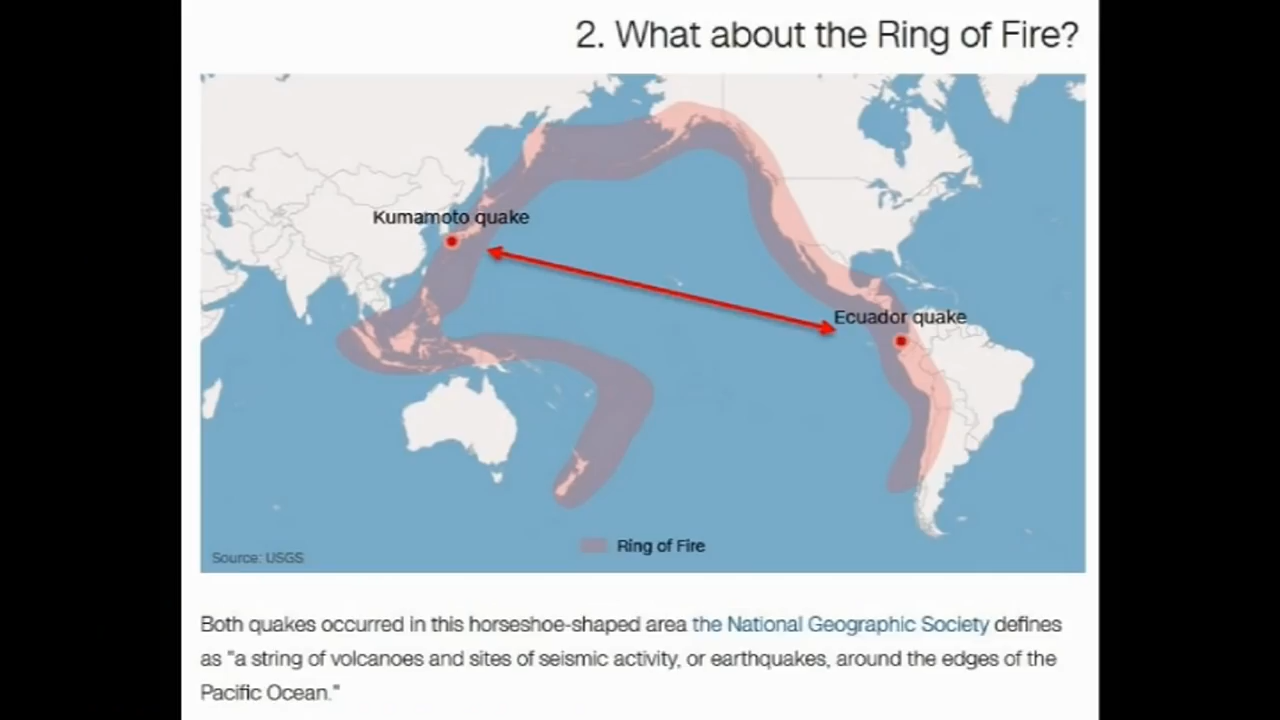 2. What about the Ring of Fire?
Kumamoto quake
Ecuador quake
Ring of Fire
Source: USGS
Both quakes occurred in this horseshoe-shaped area the National Geographic Society defines
as "a string of volcanoes and sites of seismic activity, or earthquakes, around the edges of the
Pacific Ocean."